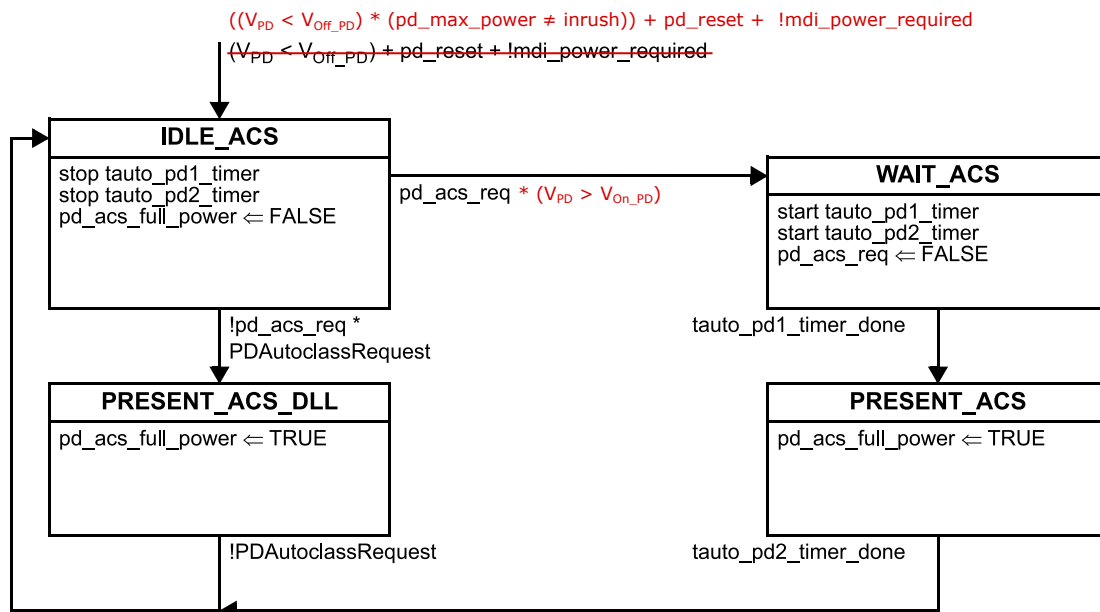 ((V_PD < V_Off_PD) * (pd_max_power ≠ inrush)) + pd_reset + !mdi_power_required
(V_PD < V_Off_PD) + pd_reset + !mdi_power_required
IDLE_ACS
stop tauto_pd1_timer
stop tauto_pd2_timer
pd_acs_full_power ⇐ FALSE
pd_acs_req * (V_PD > V_On_PD)
WAIT_ACS
start tauto_pd1_timer
start tauto_pd2_timer
pd_acs_req ⇐ FALSE
!pd_acs_req *
PDAutoclassRequest
tauto_pd1_timer_done
PRESENT_ACS_DLL
pd_acs_full_power ⇐ TRUE
PRESENT_ACS
pd_acs_full_power ⇐ TRUE
!PDAutoclassRequest
tauto_pd2_timer_done